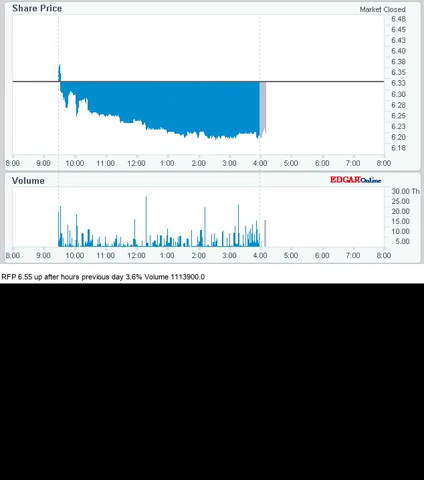 Share Price
Market Closed
6.48
6.45
6.43
6.40
6.38
6.35
6.33
6.30
6.28
6.25
6.23
6.20
6.18
8:00 9:00 10:00 11:00 12:00 1:00 2:00 3:00 4:00 5:00 6:00 7:00 8:00
Volume
EDGAR Online
30.00 Th
25.00
20.00
15.00
10.00
5.00
8:00 9:00 10:00 11:00 12:00 1:00 2:00 3:00 4:00 5:00 6:00 7:00 8:00
RFP 6.55 up after hours previous day 3.6% Volume 1113900.0